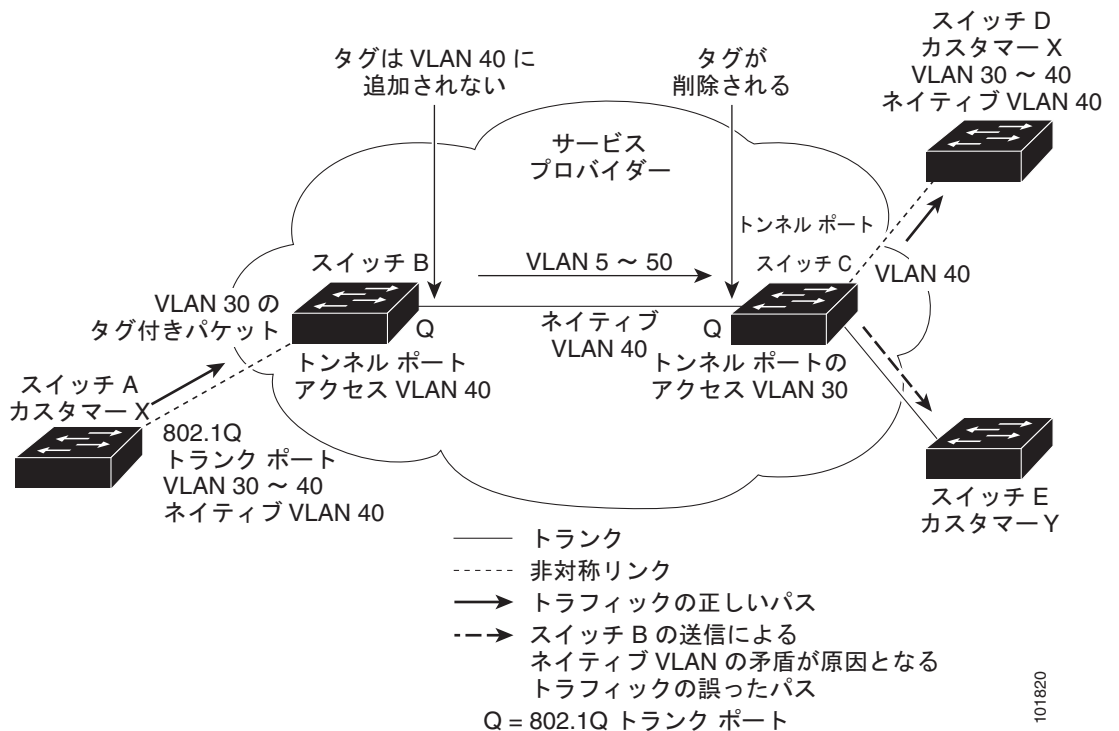 タグは VLAN 40 に
追加されない
タグが
削除される
スイッチ D
カスタマー X
VLAN 30 ～ 40
ネイティブ VLAN 40
サービス
プロバイダー
トンネル ポート
スイッチ B
VLAN 5 ～ 50
スイッチ C
VLAN 40
VLAN 30 の
タグ付きパケット
Q
ネイティブ
VLAN 40
Q
トンネル ポート
アクセス VLAN 40
トンネル ポートの
アクセス VLAN 30
スイッチ A
カスタマー X
802.1Q
トランク ポート
VLAN 30 ～ 40
ネイティブ VLAN 40
スイッチ E
カスタマー Y
トランク
非対称リンク
トラフィックの正しいパス
スイッチ B の送信による
ネイティブ VLAN の矛盾が原因となる
トラフィックの誤ったパス
Q = 802.1Q トランク ポート
101820